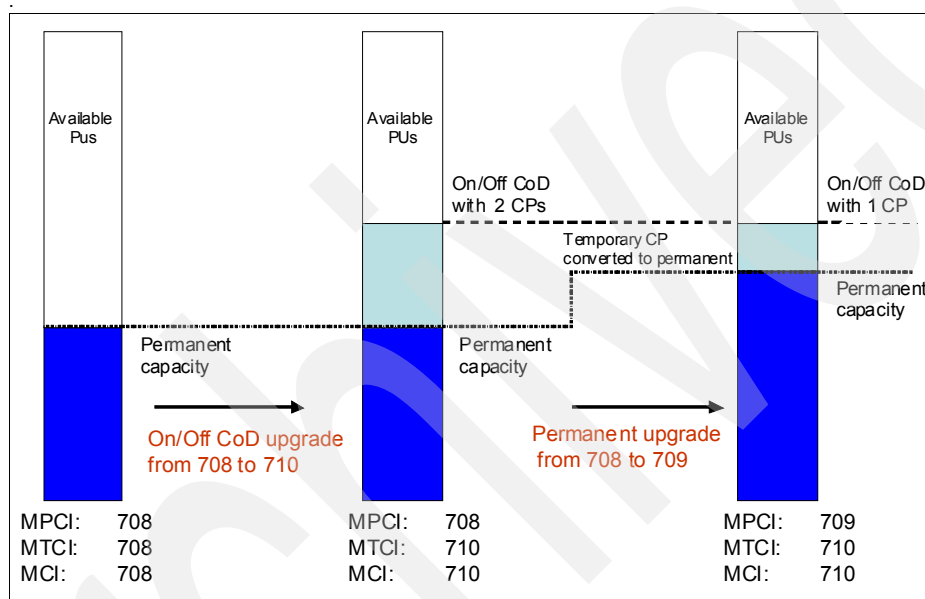 .
Available
Pus
Available
PUs
Available
PUs
On/Off CoD
with 2 CPs
On/Off CoD
with 1 CP
Temporary CP
converted to permanent
Permanent
capacity
Permanent
capacity
Permanent
capacity
On/Off CoD upgrade
from 708 to 710
Permanent upgrade
from 708 to 709
MPCI: 708
MTCI: 708
MCI: 708
MPCI: 708
MTCI: 710
MCI: 710
MPCI: 709
MTCI: 710
MCI: 710